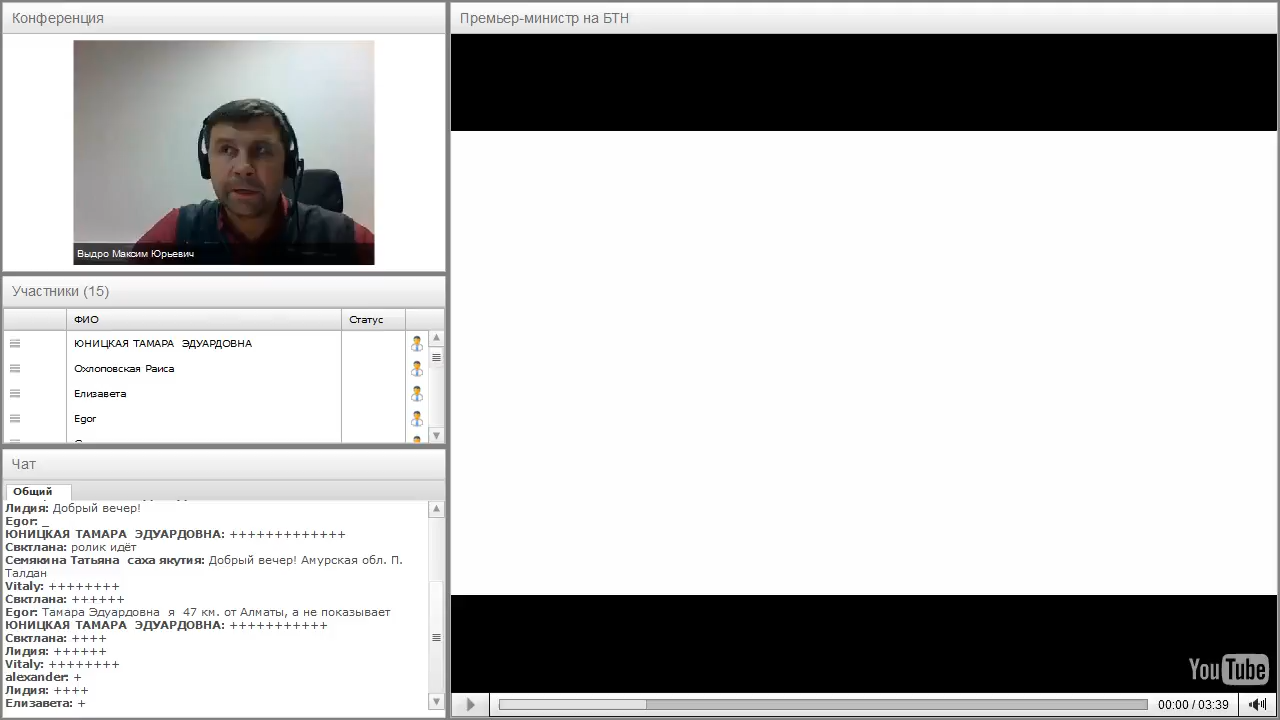 Конференция
Выдро Максим Юрьевич
Участники (15)
ФИО Статус
ЮНИЦКАЯ ТАМАРА ЭДУАРДОВНА
Охлоповская Раиса
Елизавета
Egor
Чат
Общий
Лидия: Добрый вечер!
Egor: _
ЮНИЦКАЯ ТАМАРА ЭДУАРДОВНА: +++++++++++++
Свктлана: ролик идёт
Семякина Татьяна саха якутия: Добрый вечер! Амурская обл. П.
Талдан
Vitaly: ++++++++
Свктлана: ++++++
Egor: Тамара Эдуардовна я 47 км. от Алматы, а не показывает
ЮНИЦКАЯ ТАМАРА ЭДУАРДОВНА: +++++++++++
Свктлана: ++++
Лидия: ++++++
Vitaly: ++++++++
alexander: +
Лидия: ++++
Елизавета: +
Премьер-министр на БТН
YouTube
00:00 / 03:39